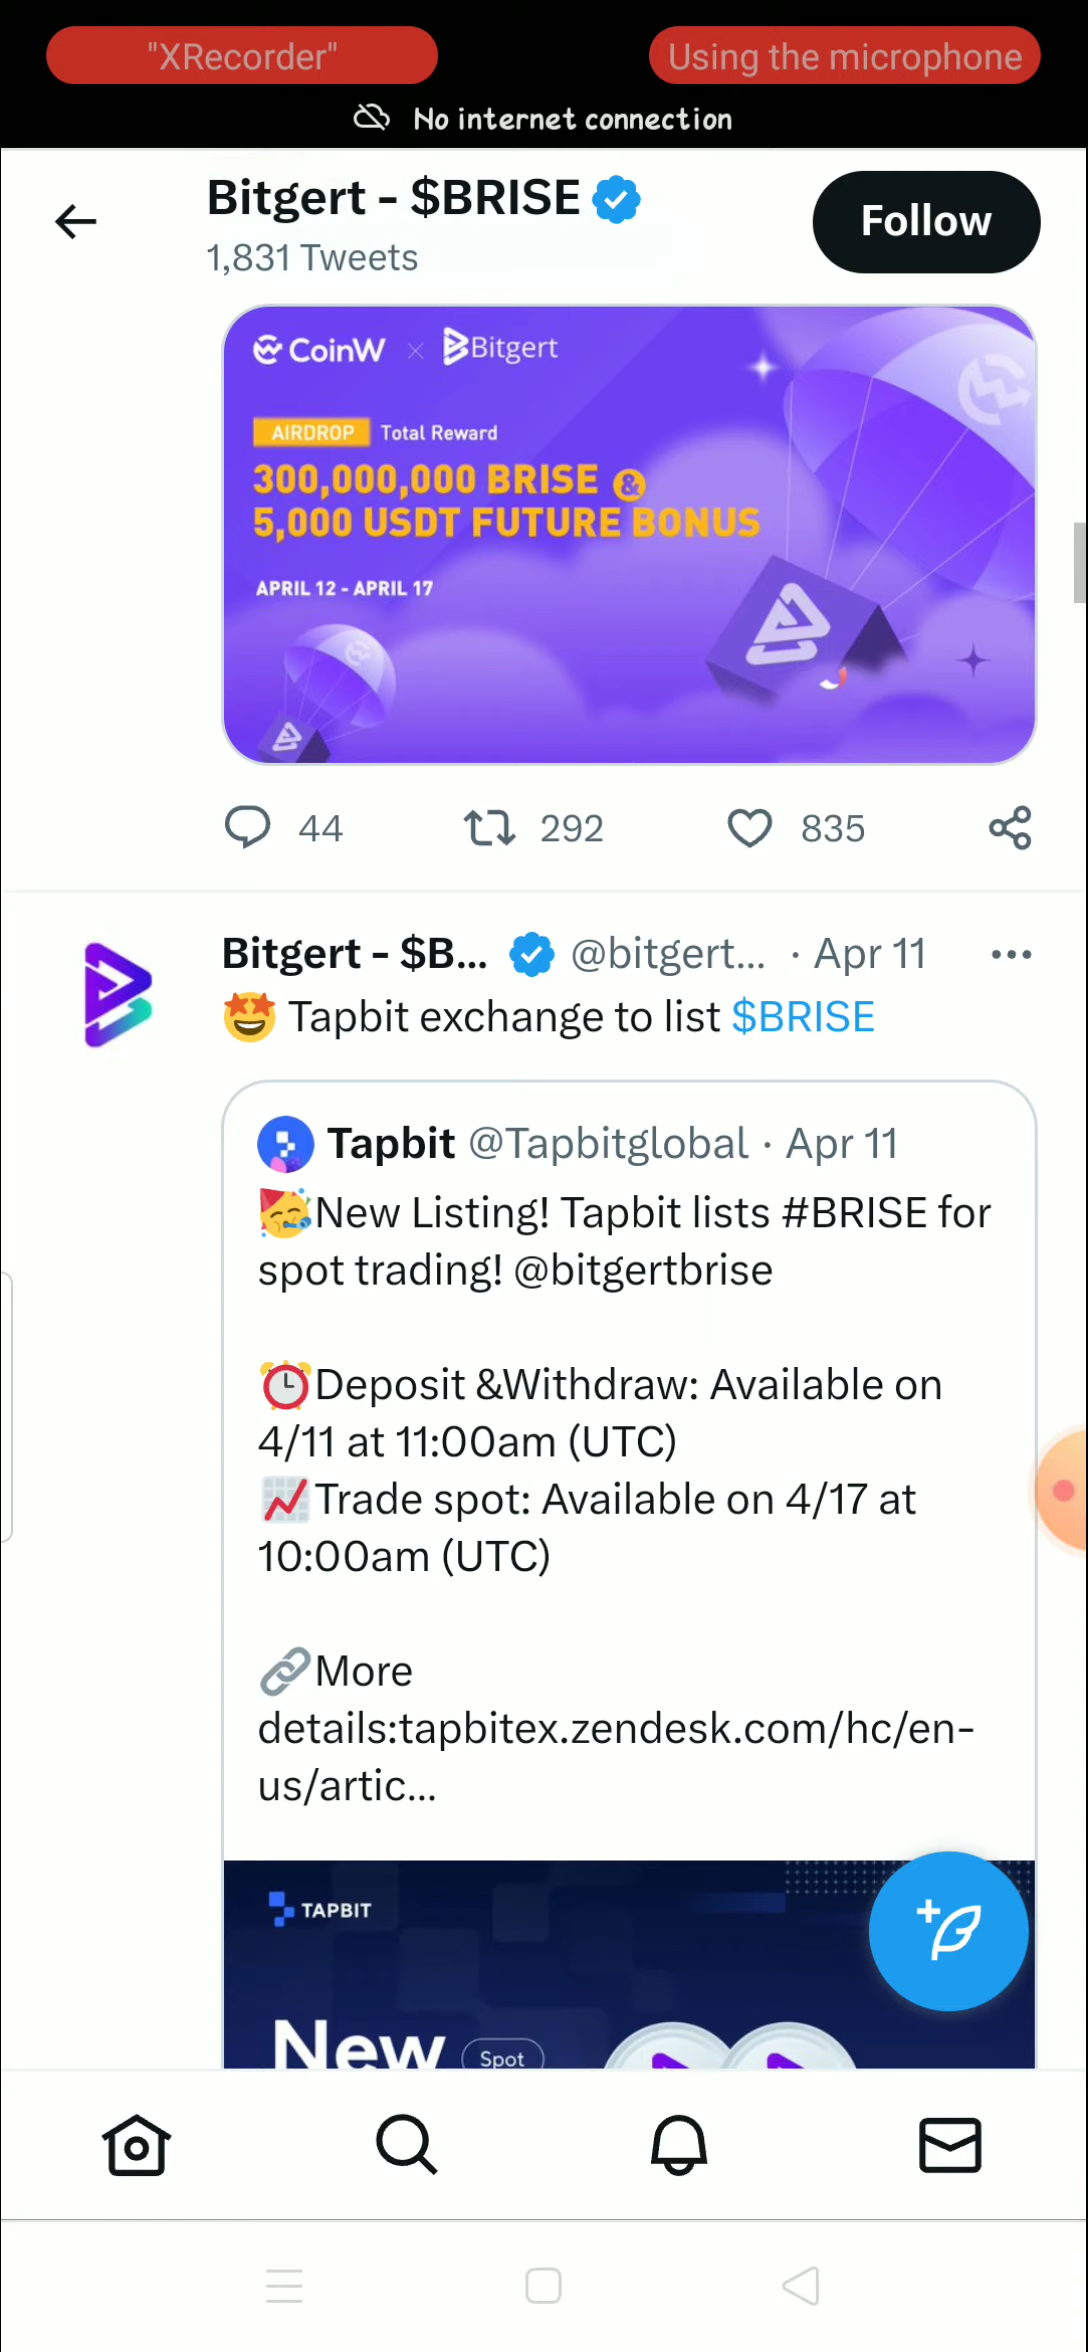 "XRecorder"
Using the microphone
No internet connection
Bitgert - $BRISE
1,831 Tweets
Follow
CoinW × Bitgert
AIRDROP Total Reward
300,000,000 BRISE &
5,000 USDT FUTURE BONUS
APRIL 12 - APRIL 17
44 292 835
Bitgert - $B... @bitgert... · Apr 11
🤩 Tapbit exchange to list $BRISE
Tapbit @Tapbitglobal · Apr 11
🥳New Listing! Tapbit lists #BRISE for
spot trading! @bitgertbrise
⏰Deposit &Withdraw: Available on
4/11 at 11:00am (UTC)
📈Trade spot: Available on 4/17 at
10:00am (UTC)
🔗More
details:tapbitex.zendesk.com/hc/en-
us/artic...
TAPBIT
New Spot